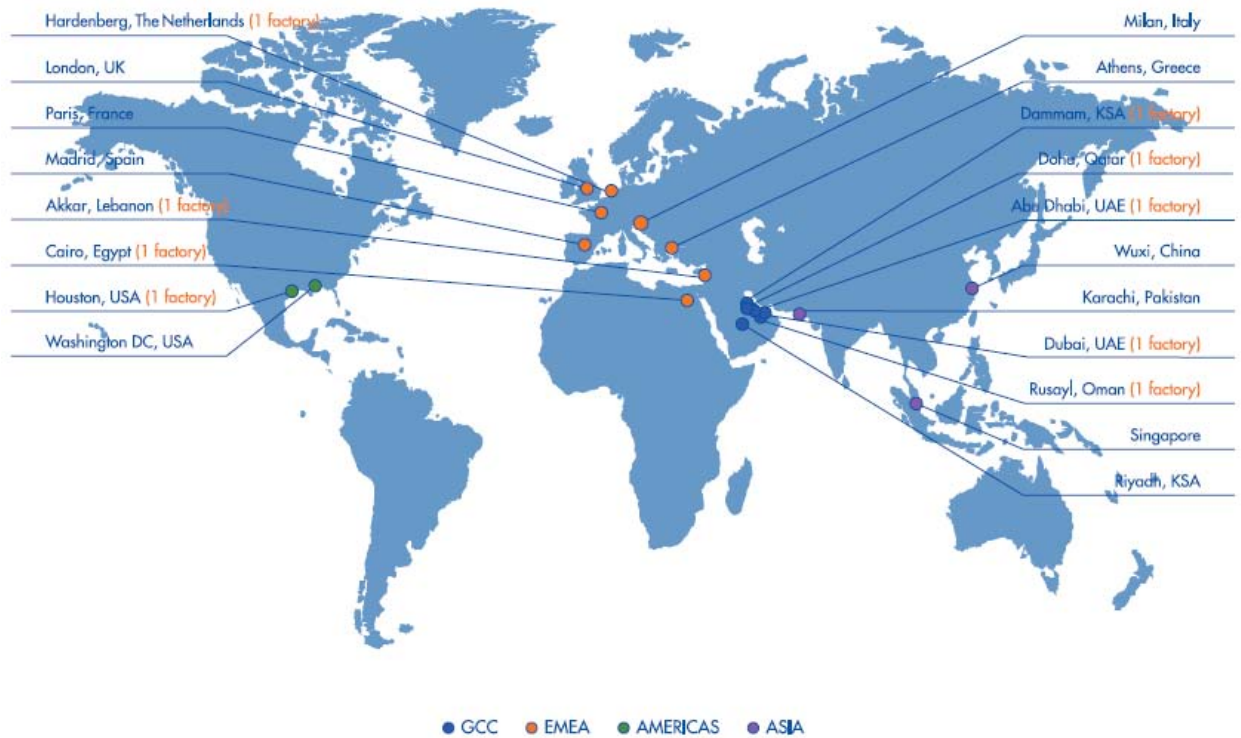 Hardenberg, The Netherlands (1 factory)
London, UK
Paris, France
Madrid, Spain
Akkar, Lebanon (1 factory)
Cairo, Egypt (1 factory)
Houston, USA (1 factory)
Washington DC, USA
Milan, Italy
Athens, Greece
Dammam, KSA (1 factory)
Doha, Qatar (1 factory)
Abu Dhabi, UAE (1 factory)
Wuxi, China
Karachi, Pakistan
Dubai, UAE (1 factory)
Rusayl, Oman (1 factory)
Singapore
Riyadh, KSA
GCC EMEA AMERICAS ASIA